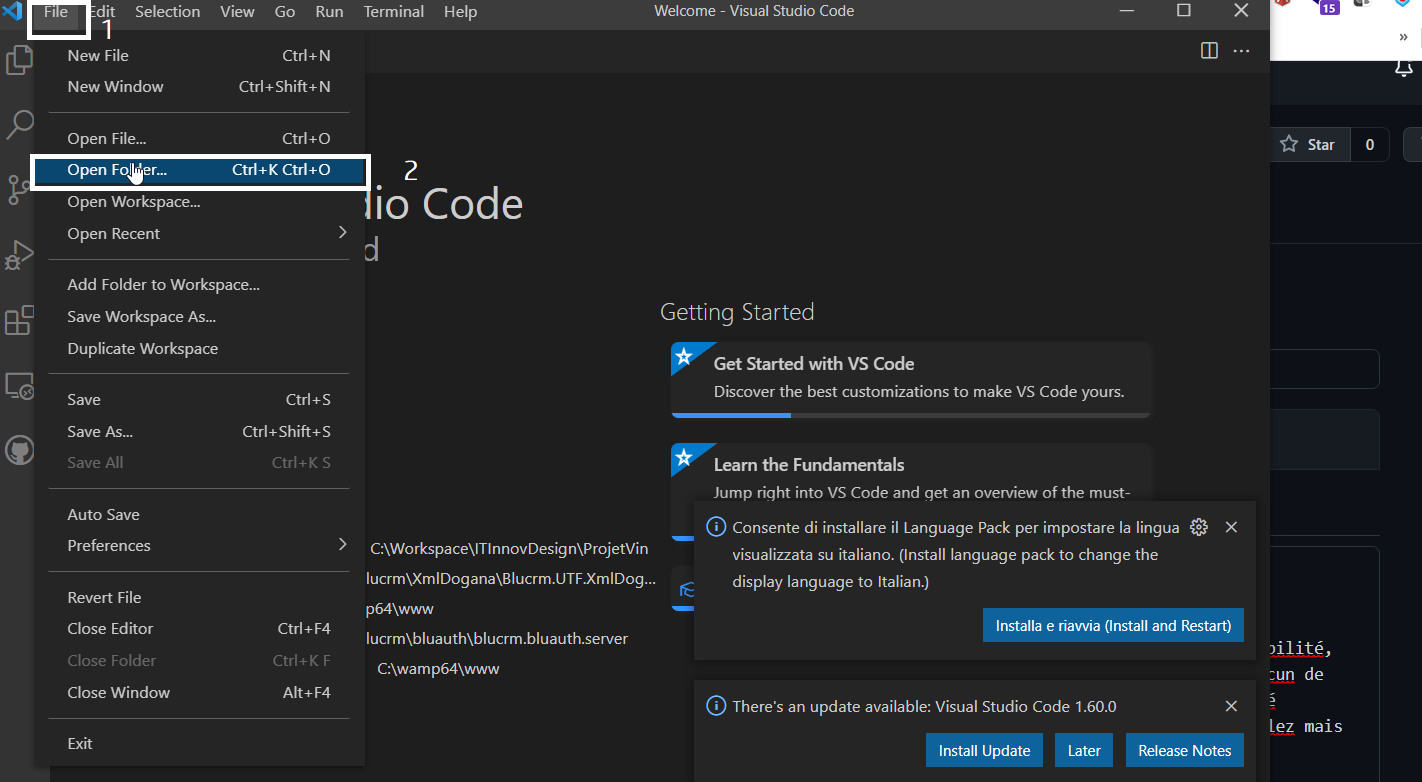 File Edit Selection View Go Run Terminal Help Welcome - Visual Studio Code
1
15
»
New File Ctrl+N
New Window Ctrl+Shift+N
Open File... Ctrl+O
Open Folder... Ctrl+K Ctrl+O
2
Open Workspace...
Open Recent
Add Folder to Workspace...
Save Workspace As...
Duplicate Workspace
Save Ctrl+S
Save As... Ctrl+Shift+S
Save All Ctrl+K S
Auto Save
Preferences
Revert File
Close Editor Ctrl+F4
Close Folder Ctrl+K F
Close Window Alt+F4
Exit
dio Code
d
Star 0
Getting Started
Get Started with VS Code
Discover the best customizations to make VS Code yours.
Learn the Fundamentals
Jump right into VS Code and get an overview of the must-
C:\Workspace\ITInnovDesign\ProjetVin
lucrm\XmlDogana\Blucrm.UTF.XmlDog...
p64\www
lucrm\bluauth\blucrm.bluauth.server
C:\wamp64\www
Consente di installare il Language Pack per impostare la lingua
visualizzata su italiano. (Install language pack to change the
display language to Italian.)
Installa e riavvia (Install and Restart)
There's an update available: Visual Studio Code 1.60.0
Install Update Later Release Notes
bilité,
cun de
é
lez mais